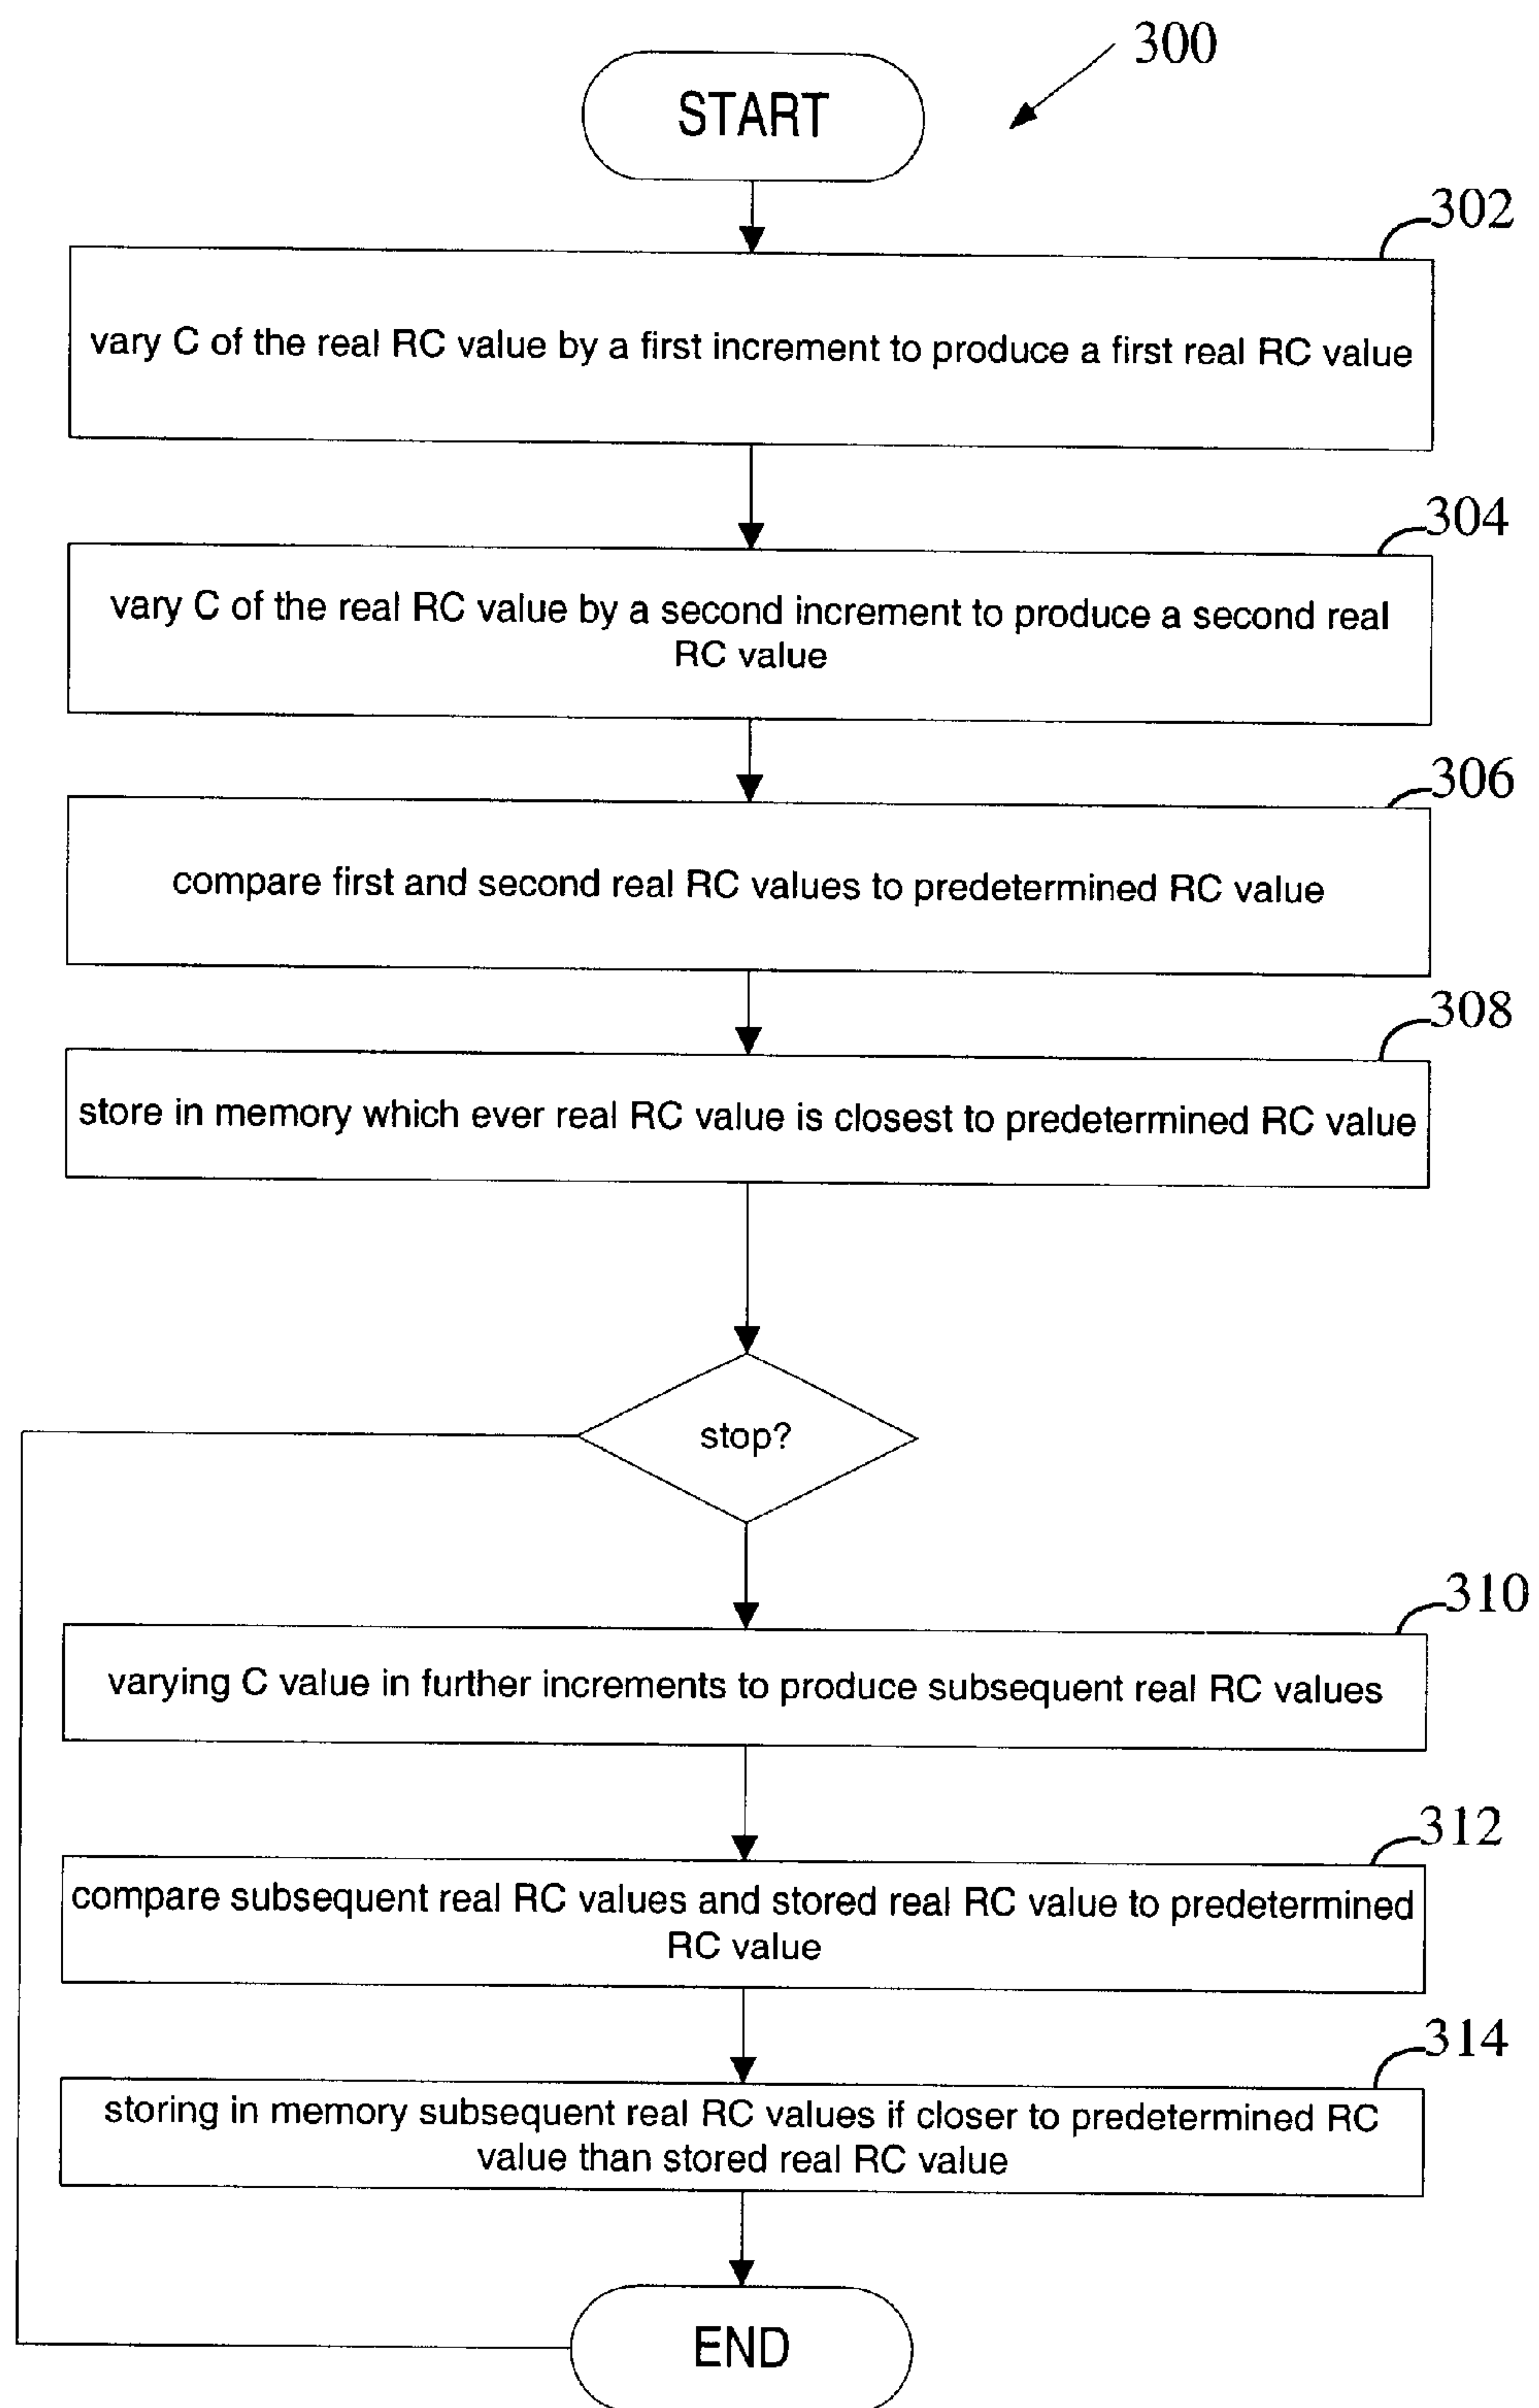 300
START
302
vary C of the real RC value by a first increment to produce a first real RC value
304
vary C of the real RC value by a second increment to produce a second real
RC value
306
compare first and second real RC values to predetermined RC value
308
store in memory which ever real RC value is closest to predetermined RC value
stop?
310
varying C value in further increments to produce subsequent real RC values
312
compare subsequent real RC values and stored real RC value to predetermined
RC value
314
storing in memory subsequent real RC values if closer to predetermined RC
value than stored real RC value
END